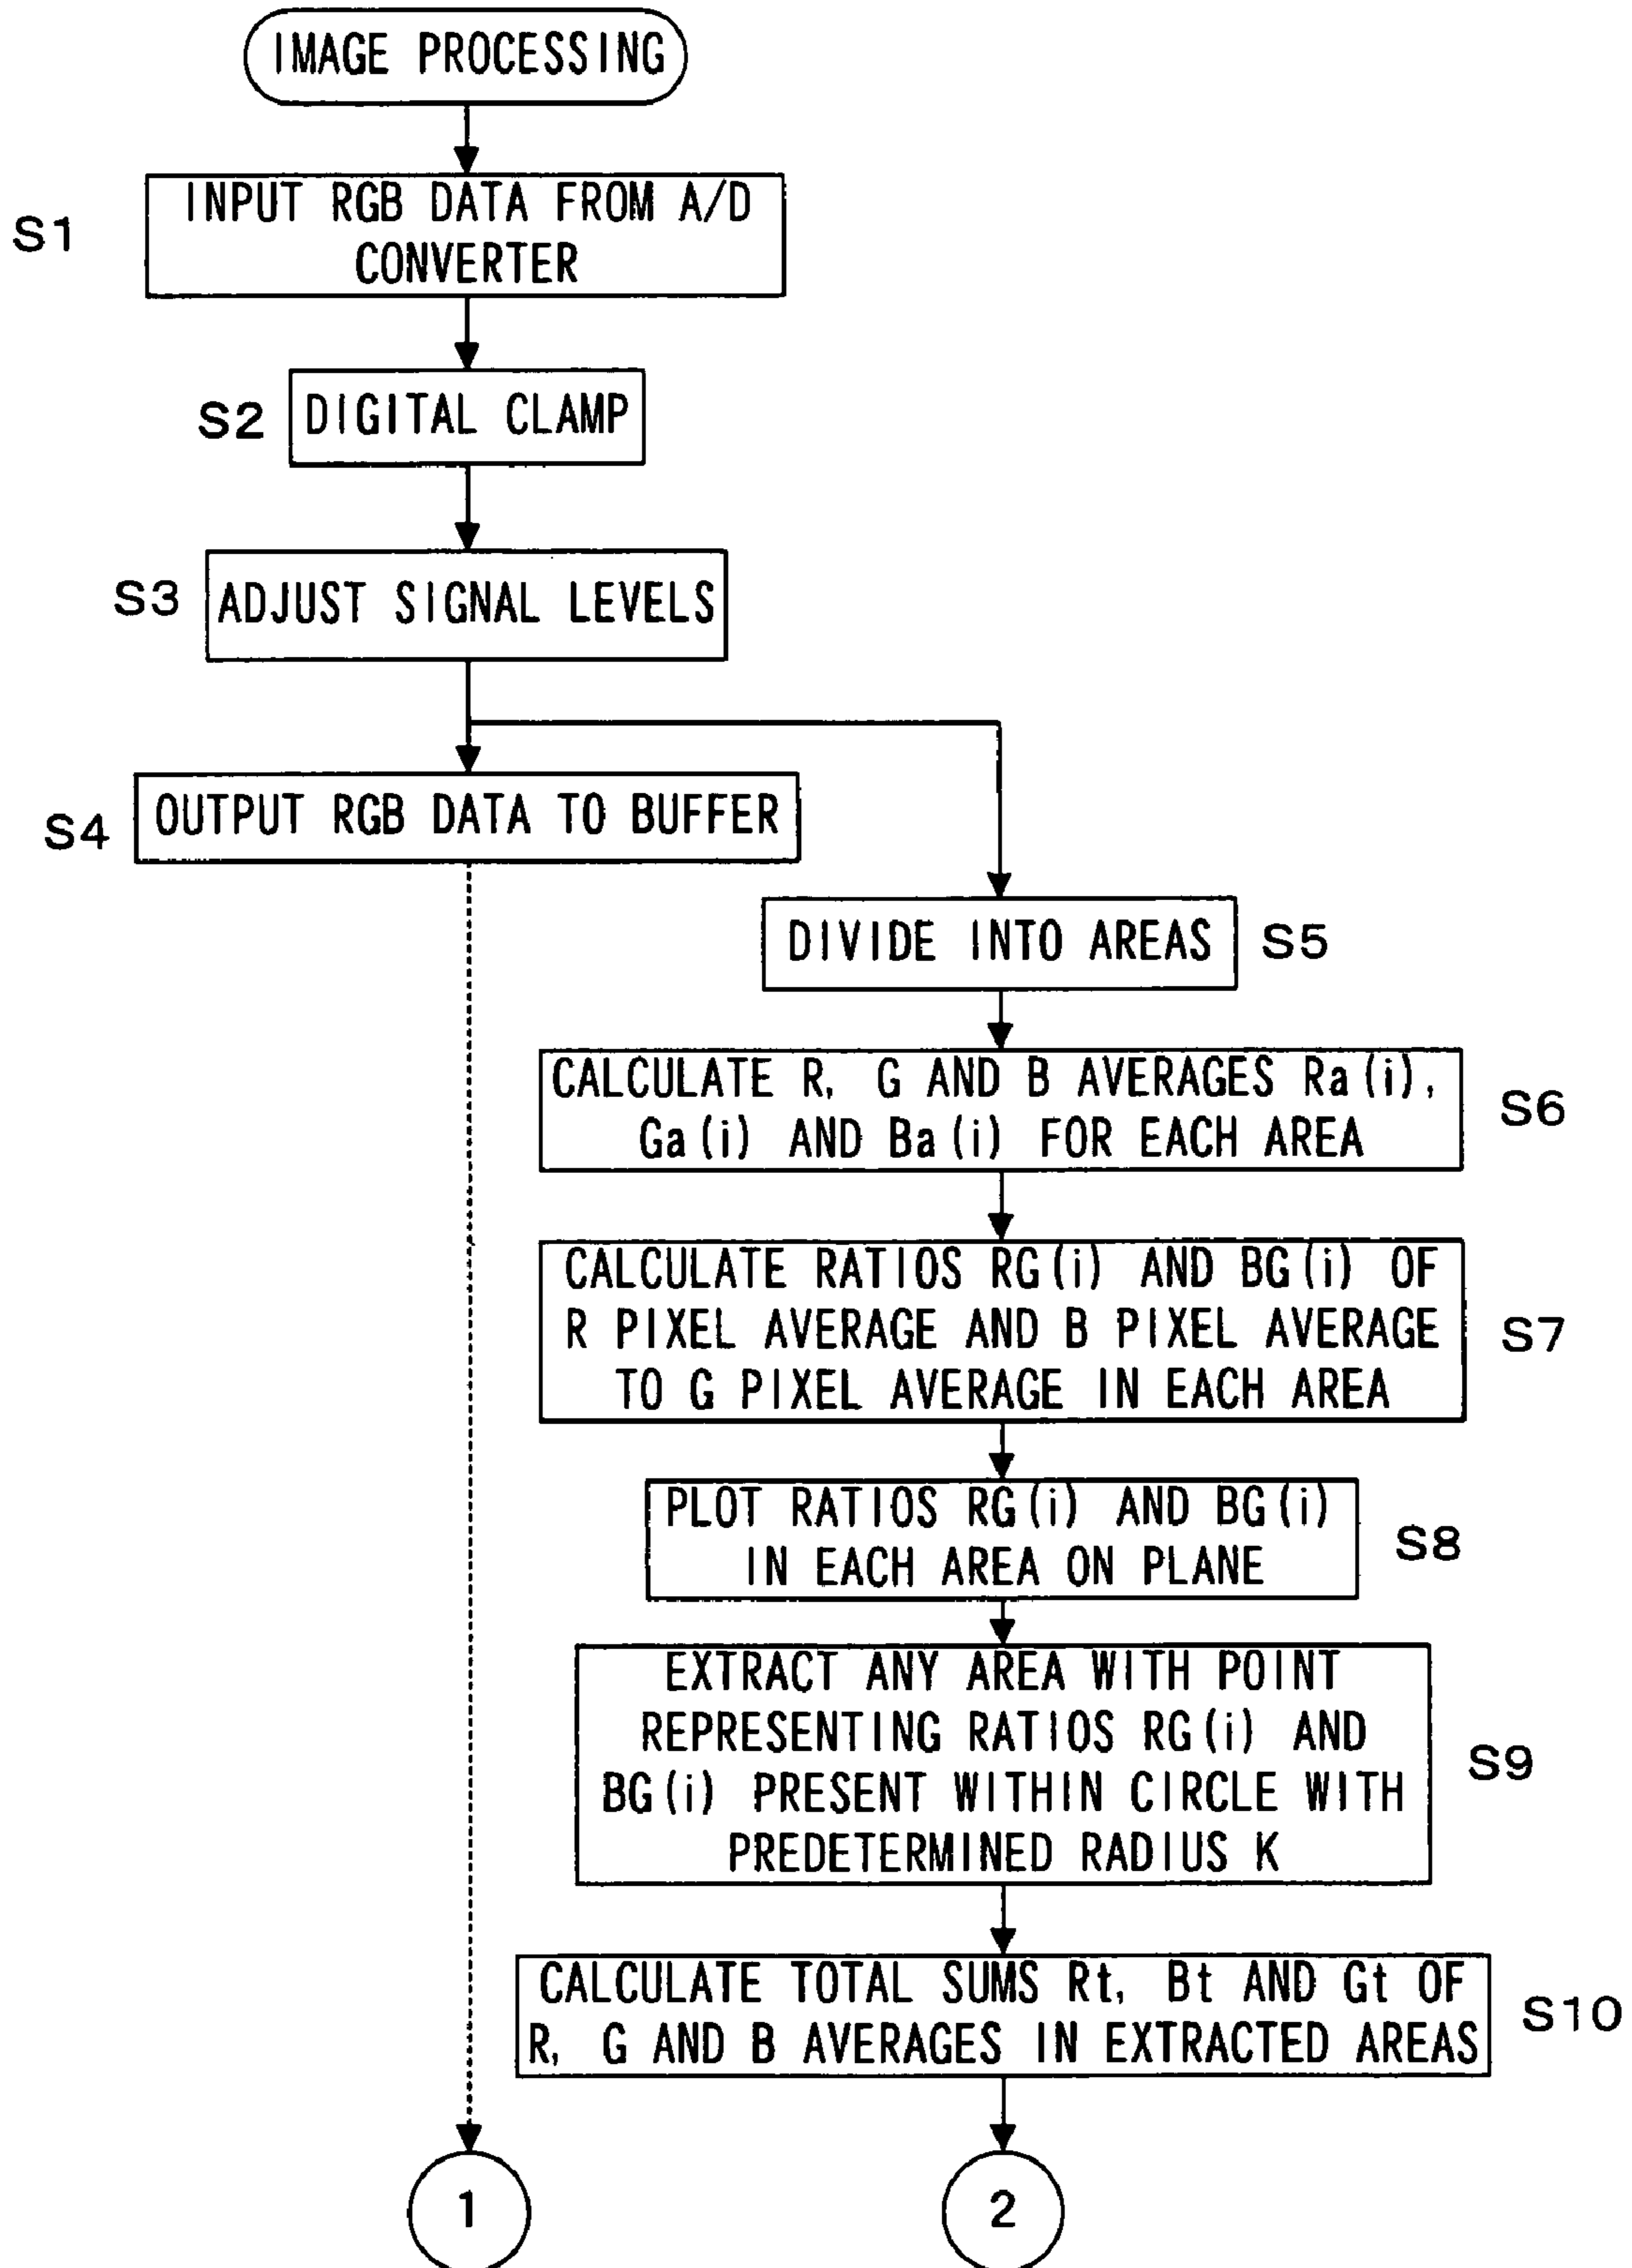 IMAGE PROCESSING
S1
INPUT RGB DATA FROM A/D
CONVERTER
S2
DIGITAL CLAMP
S3
ADJUST SIGNAL LEVELS
S4
OUTPUT RGB DATA TO BUFFER
DIVIDE INTO AREAS
S5
CALCULATE R, G AND B AVERAGES Ra(i),
Ga(i) AND Ba(i) FOR EACH AREA
S6
CALCULATE RATIOS RG(i) AND BG(i) OF
R PIXEL AVERAGE AND B PIXEL AVERAGE
TO G PIXEL AVERAGE IN EACH AREA
S7
PLOT RATIOS RG(i) AND BG(i)
IN EACH AREA ON PLANE
S8
EXTRACT ANY AREA WITH POINT
REPRESENTING RATIOS RG(i) AND
BG(i) PRESENT WITHIN CIRCLE WITH
PREDETERMINED RADIUS K
S9
CALCULATE TOTAL SUMS Rt, Bt AND Gt OF
R, G AND B AVERAGES IN EXTRACTED AREAS
S10
1
2